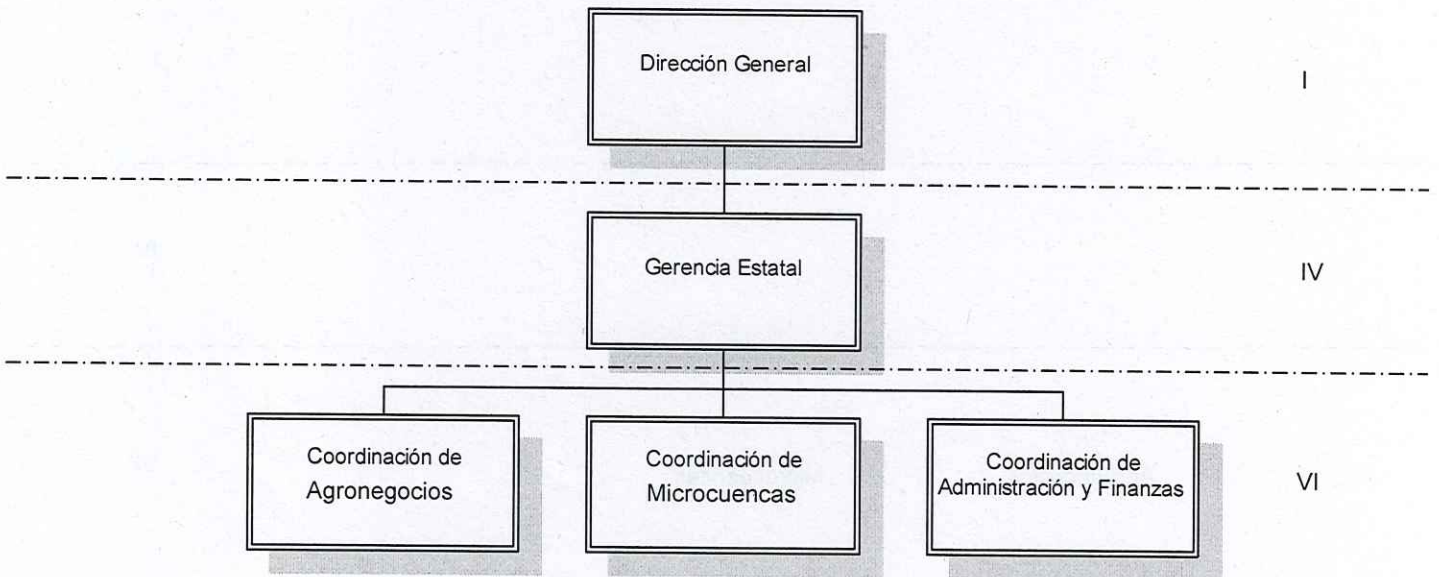 Dirección General
I
Gerencia Estatal
IV
Coordinación de
Agronegocios
Coordinación de
Microcuencas
Coordinación de
Administración y Finanzas
VI